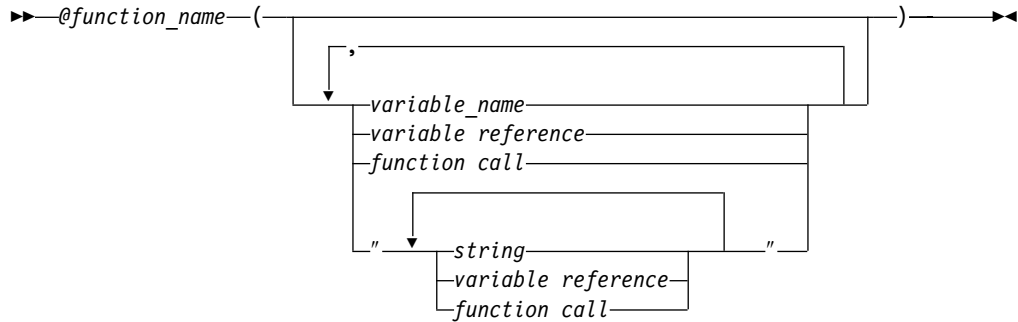 @function_name ( )
,
variable_name
variable reference
function call
" string "
variable reference
function call